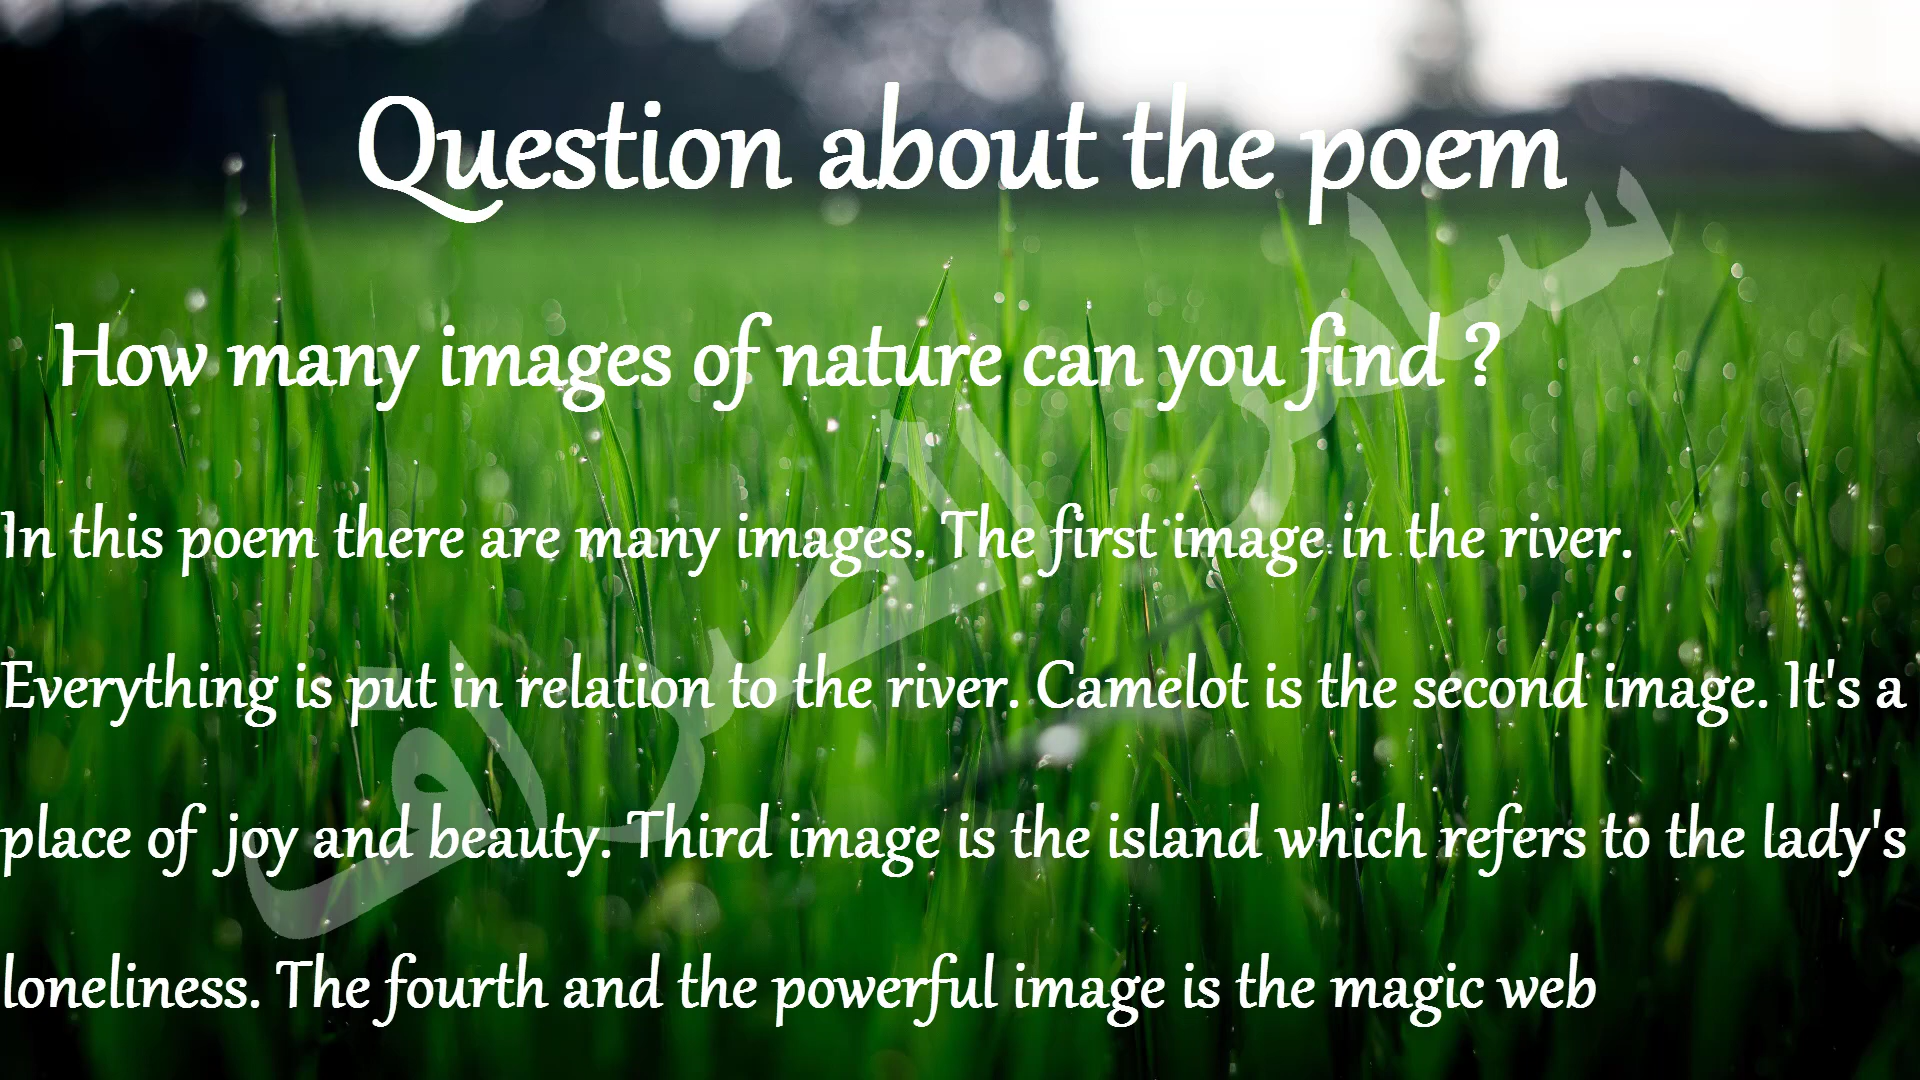 Question about the poem
How many images of nature can you find ?
In this poem there are many images. The first image in the river.
Everything is put in relation to the river. Camelot is the second image. It's a
place of joy and beauty. Third image is the island which refers to the lady's
loneliness. The fourth and the powerful image is the magic web